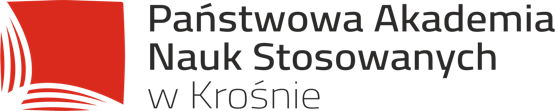 Państwowa Akademia
Nauk Stosowanych
w Krośnie